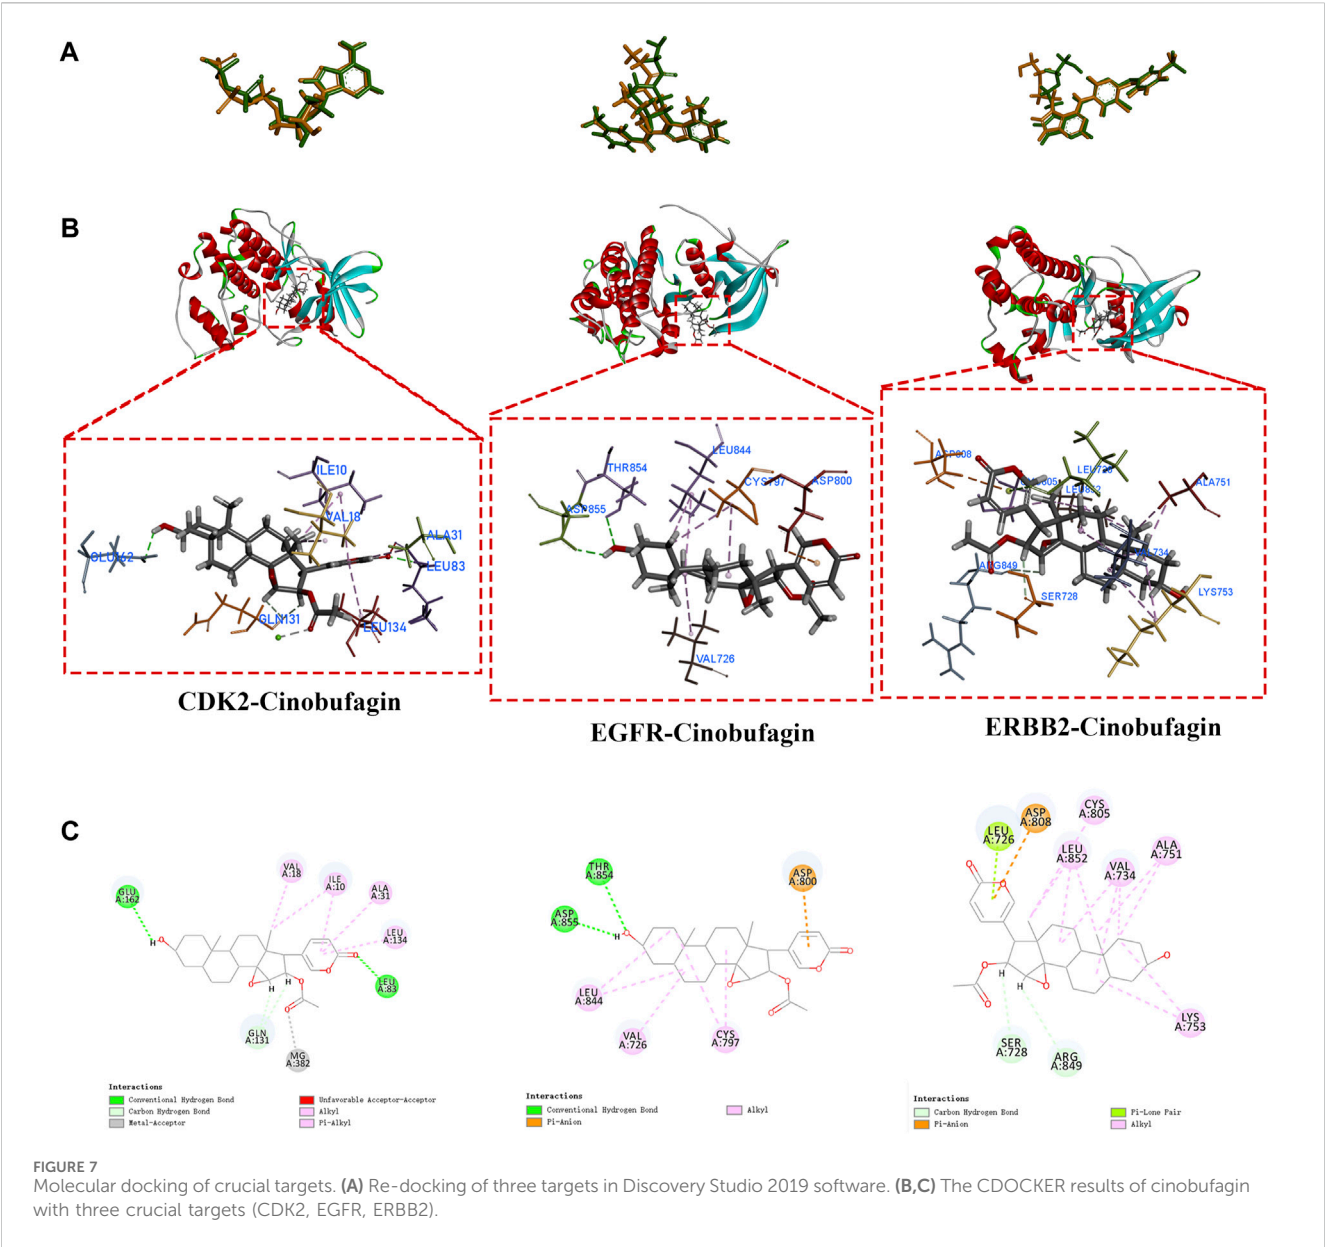 A
B
ILE10
VAL18
ALA31
GLU162
LEU83
GLN131
LEU134
CDK2-Cinobufagin
LEU844
THR854
CYS797
ASP800
ASP855
VAL726
EGFR-Cinobufagin
ASP808
LEU726
LEU852
ALA751
ARG849
SER728
LYS753
ERBB2-Cinobufagin
C
GLU
A:162
VAL
A:18
ILE
A:10
ALA
A:31
LEU
A:134
LEU
A:83
GLN
A:131
MG
A:382
H
H
H
O
O
O
O
O
O
Interactions
Conventional Hydrogen Bond
Carbon Hydrogen Bond
Metal-Acceptor
Unfavorable Acceptor-Acceptor
Alkyl
Pi-Alkyl
THR
A:854
ASP
A:855
ASP
A:800
LEU
A:844
VAL
A:726
CYS
A:797
H
O
O
O
O
O
O
Interactions
Conventional Hydrogen Bond
Pi-Anion
Alkyl
LEU
A:726
ASP
A:808
CYS
A:805
LEU
A:852
VAL
A:734
ALA
A:751
LYS
A:753
SER
A:728
ARG
A:849
O
O
O
O
O
O
H
H
Interactions
Carbon Hydrogen Bond
Pi-Anion
Pi-Lone Pair
Alkyl
FIGURE 7
Molecular docking of crucial targets. (A) Re-docking of three targets in Discovery Studio 2019 software. (B,C) The CDOCKER results of cinobufagin
with three crucial targets (CDK2, EGFR, ERBB2).